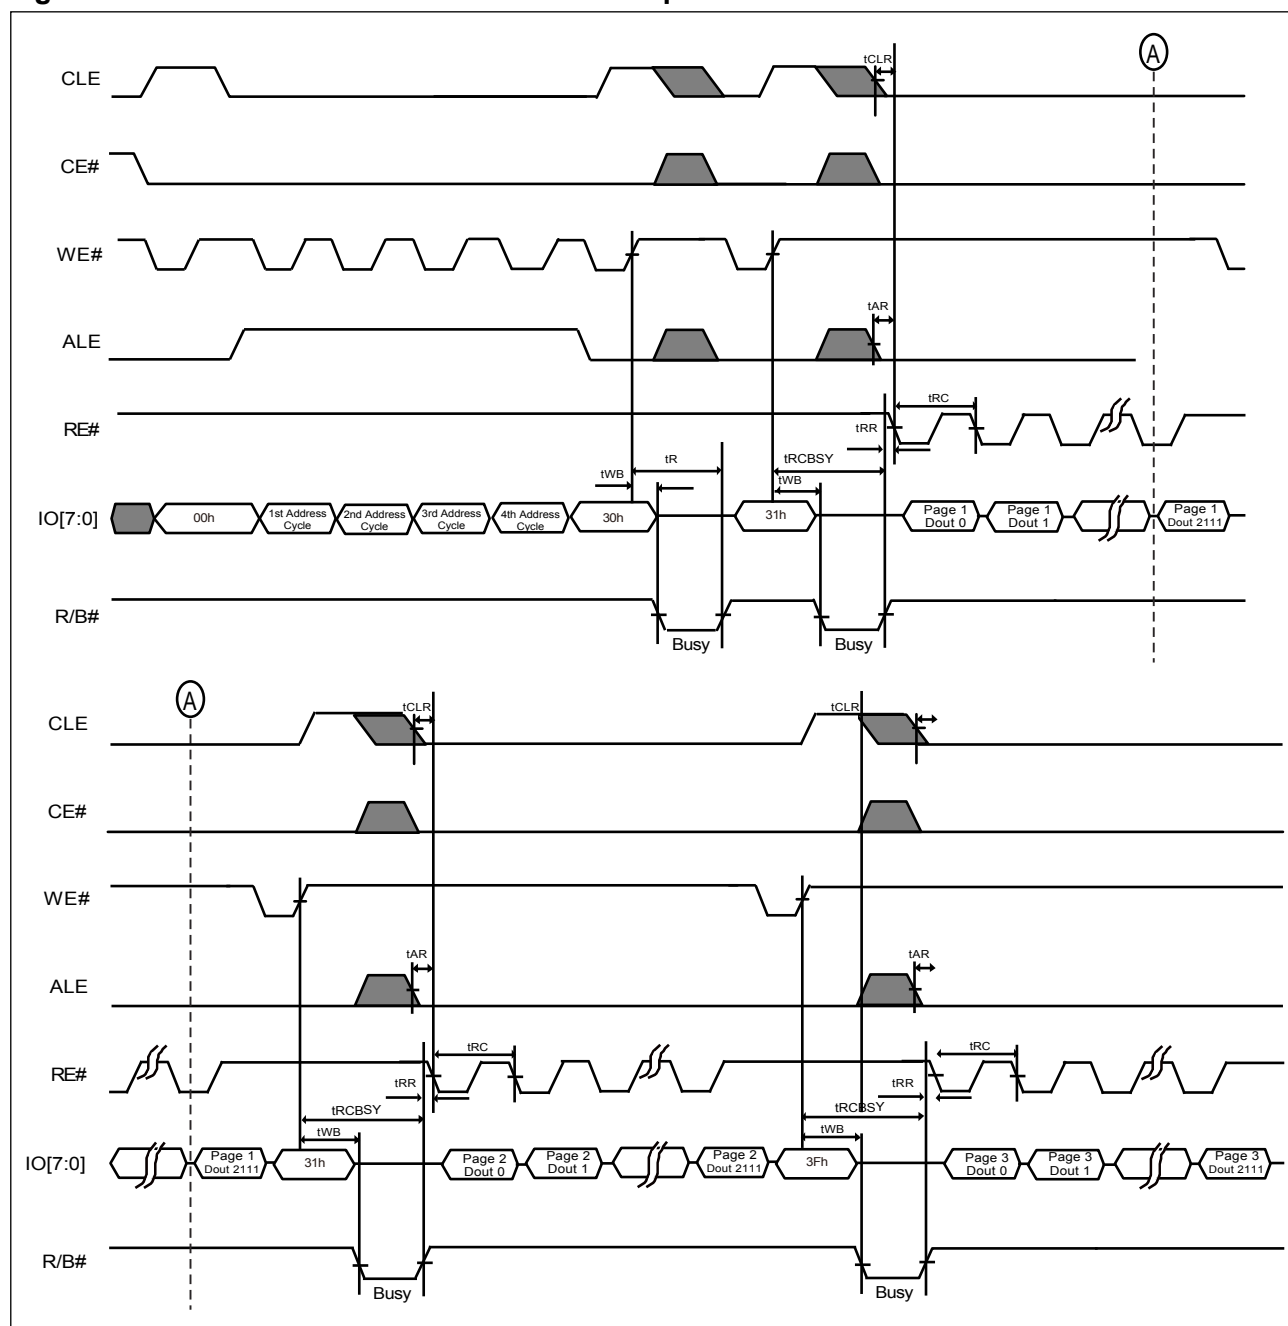 A
tCLR
CLE
CE#
WE#
tAR
ALE
tRC
RE#
tRR
tR
tRCBSY
tWB
tWB
IO[7:0]
00h
1st Address Cycle
2nd Address Cycle
3rd Address Cycle
4th Address Cycle
30h
31h
Page 1 Dout 0
Page 1 Dout 1
Page 1 Dout 2111
R/B#
Busy
Busy
A
tCLR
tCLR
CLE
CE#
WE#
tAR
tAR
ALE
tRC
tRC
RE#
tRR
tRR
tRCBSY
tRCBSY
tWB
tWB
IO[7:0]
Page 1 Dout 2111
31h
Page 2 Dout 0
Page 2 Dout 1
Page 2 Dout 2111
3Fh
Page 3 Dout 0
Page 3 Dout 1
Page 3 Dout 2111
R/B#
Busy
Busy